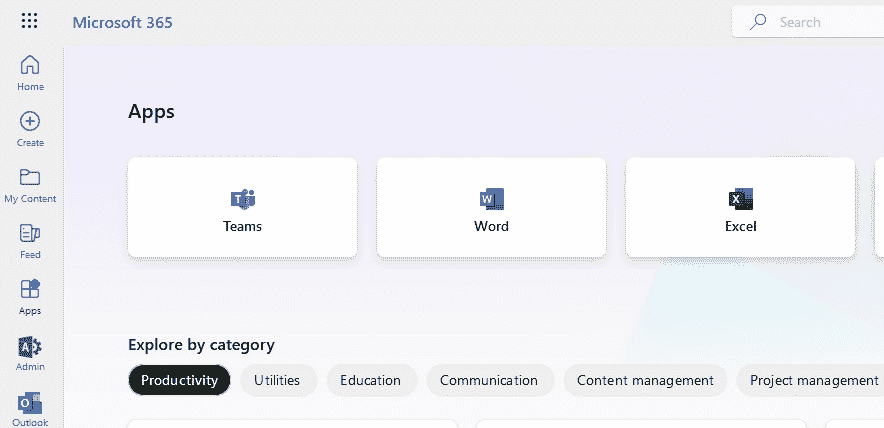 Microsoft 365
Search
Home
Create
My Content
Feed
Apps
Admin
Outlook
Apps
Teams
Word
Excel
Explore by category
Productivity Utilities Education Communication Content management Project management